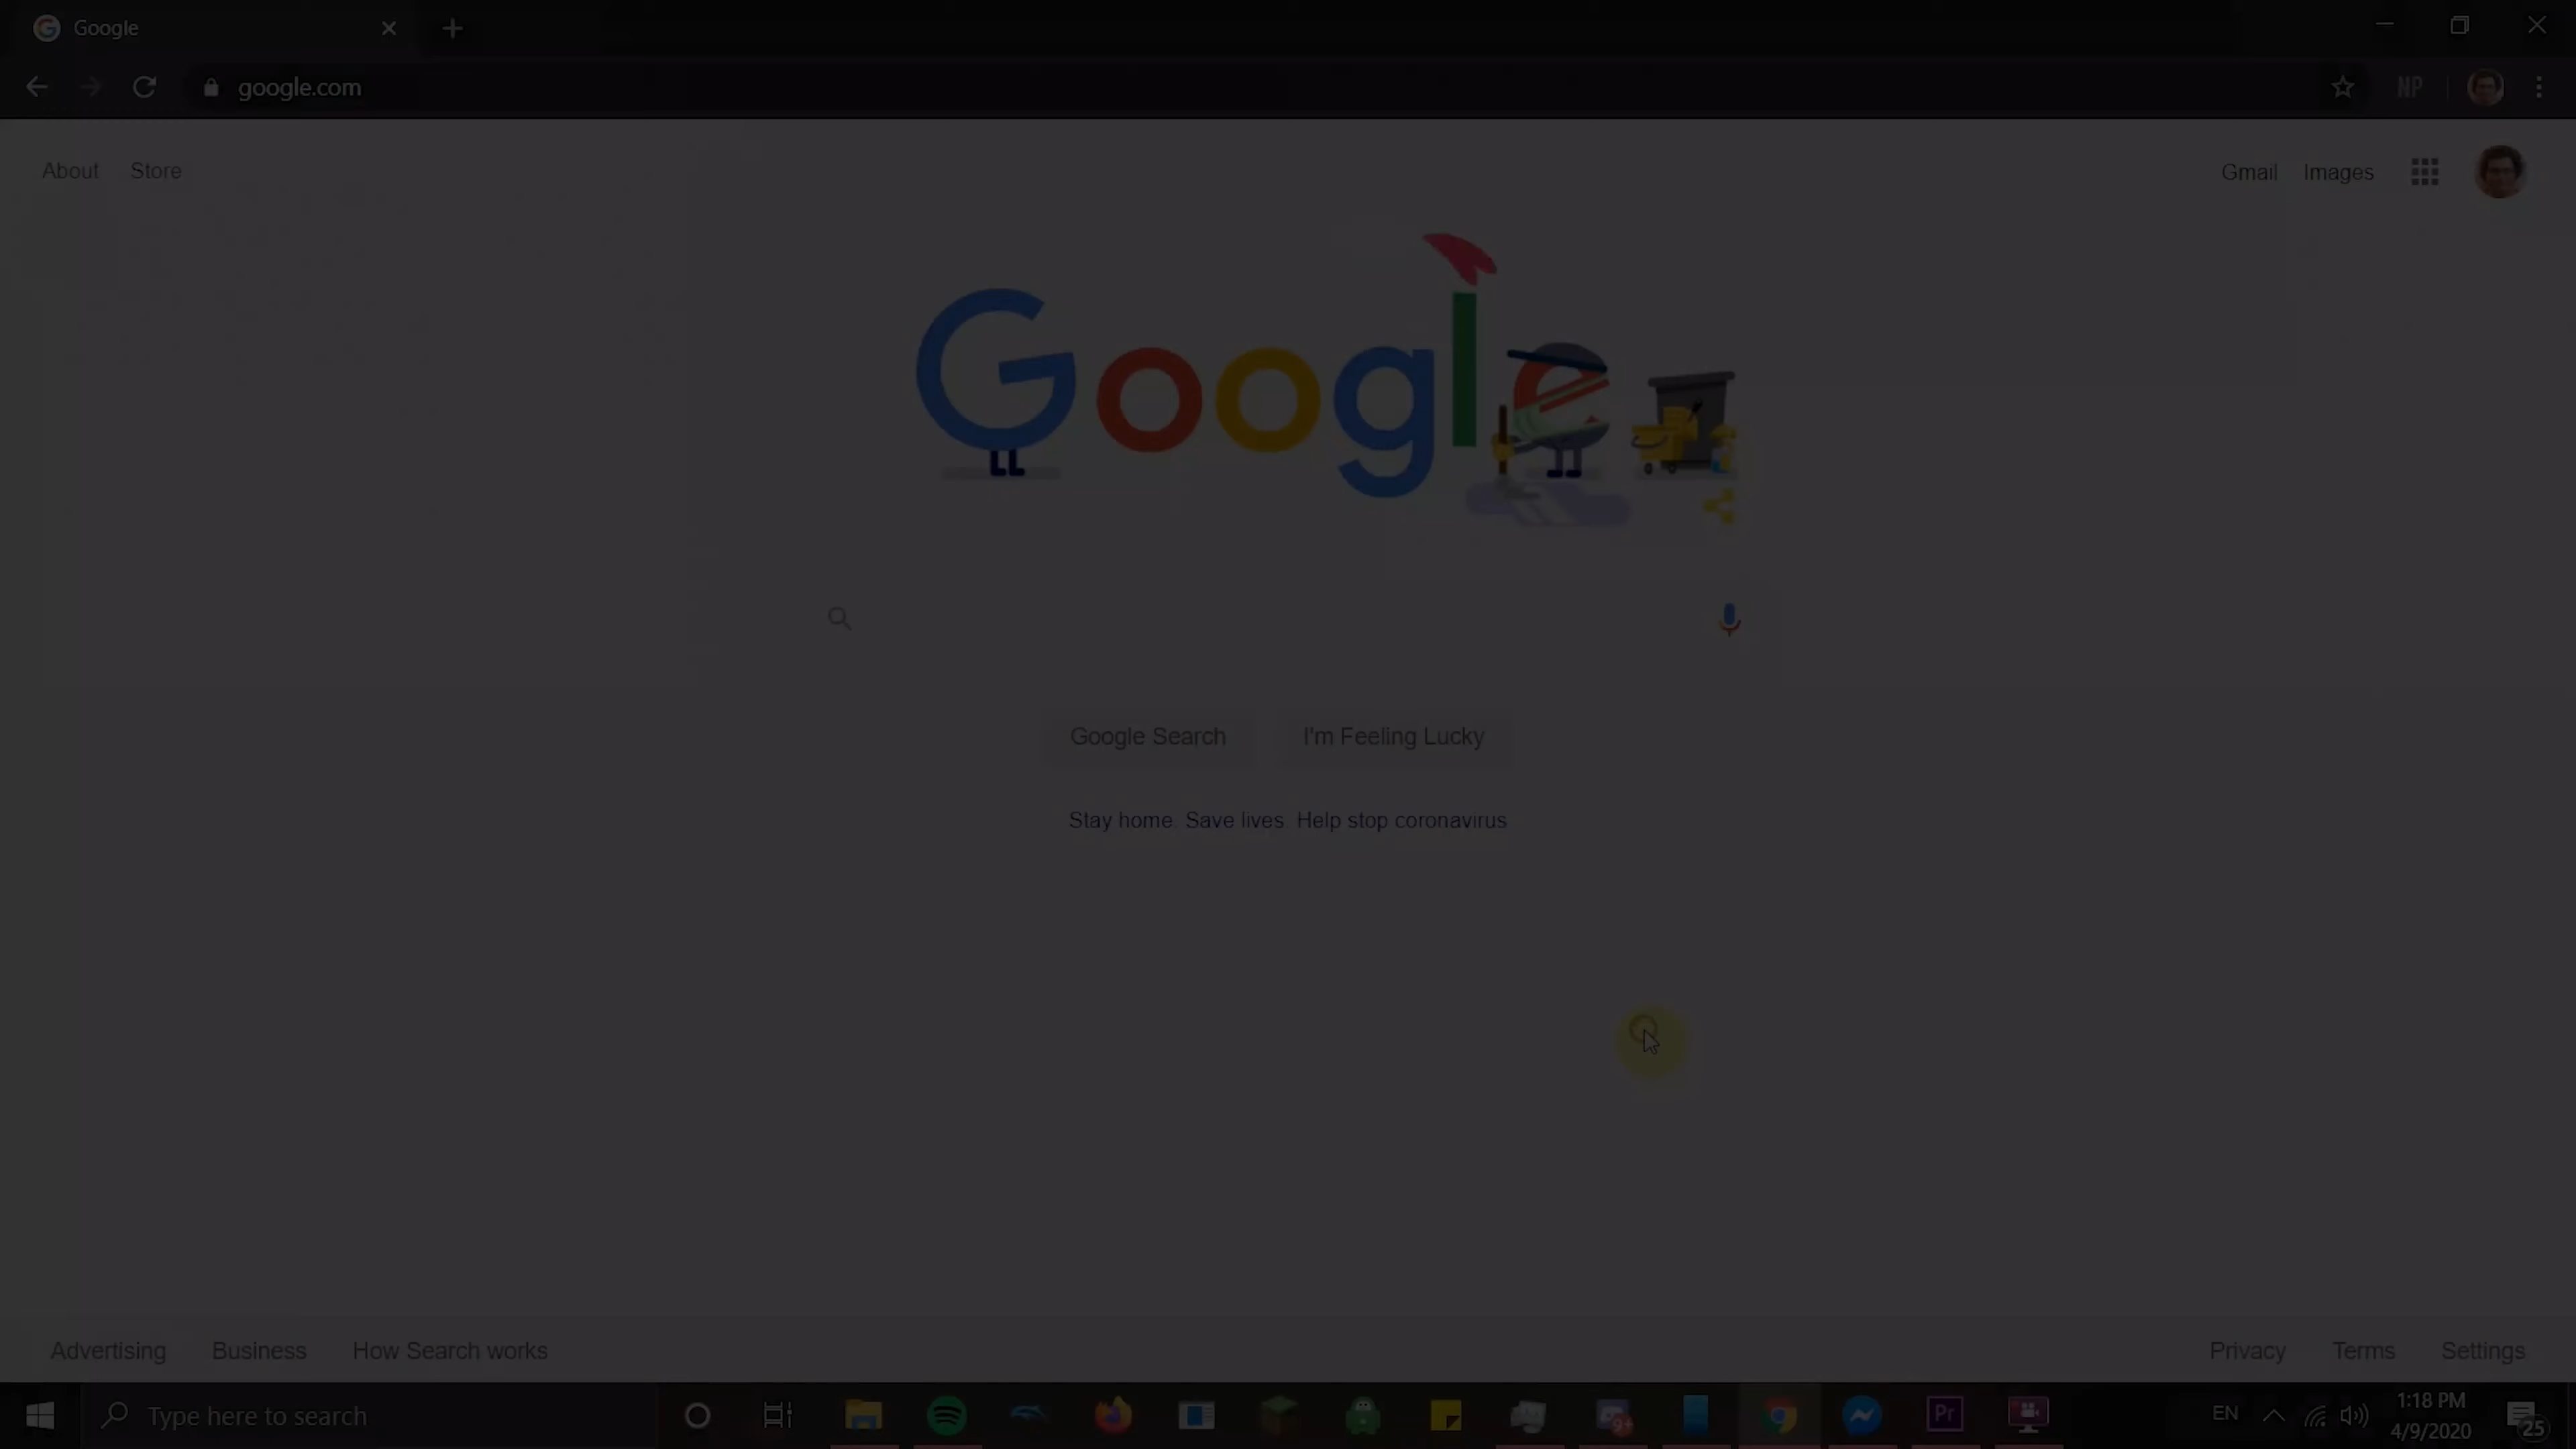 Google
google.com
NP
About Store
Gmail Images
Google
Google Search I'm Feeling Lucky
Stay home. Save lives. Help stop coronavirus
Advertising Business How Search works
Privacy Terms Settings
Type here to search
9+
Pr
EN
1:18 PM
4/9/2020
25